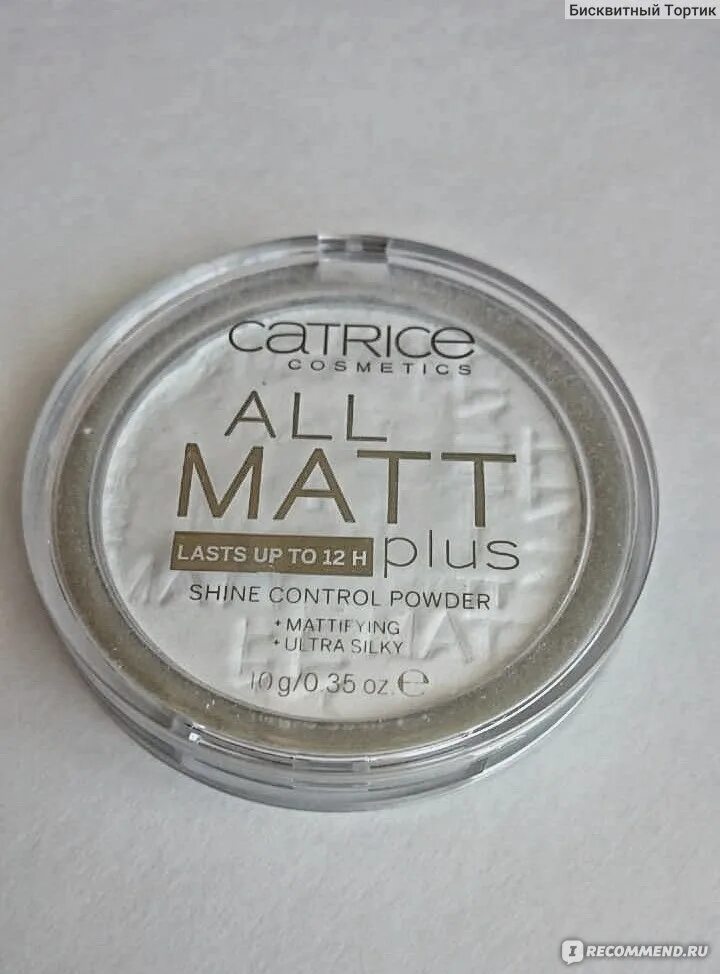 Бисквитный Тортик
CATRICE
COSMETICS
ALL
MATT
LASTS UP TO 12 H plus
SHINE CONTROL POWDER
• MATTIFYING
• ULTRA SILKY
10 g/0.35 oz. ℮
IRECOMMEND.RU